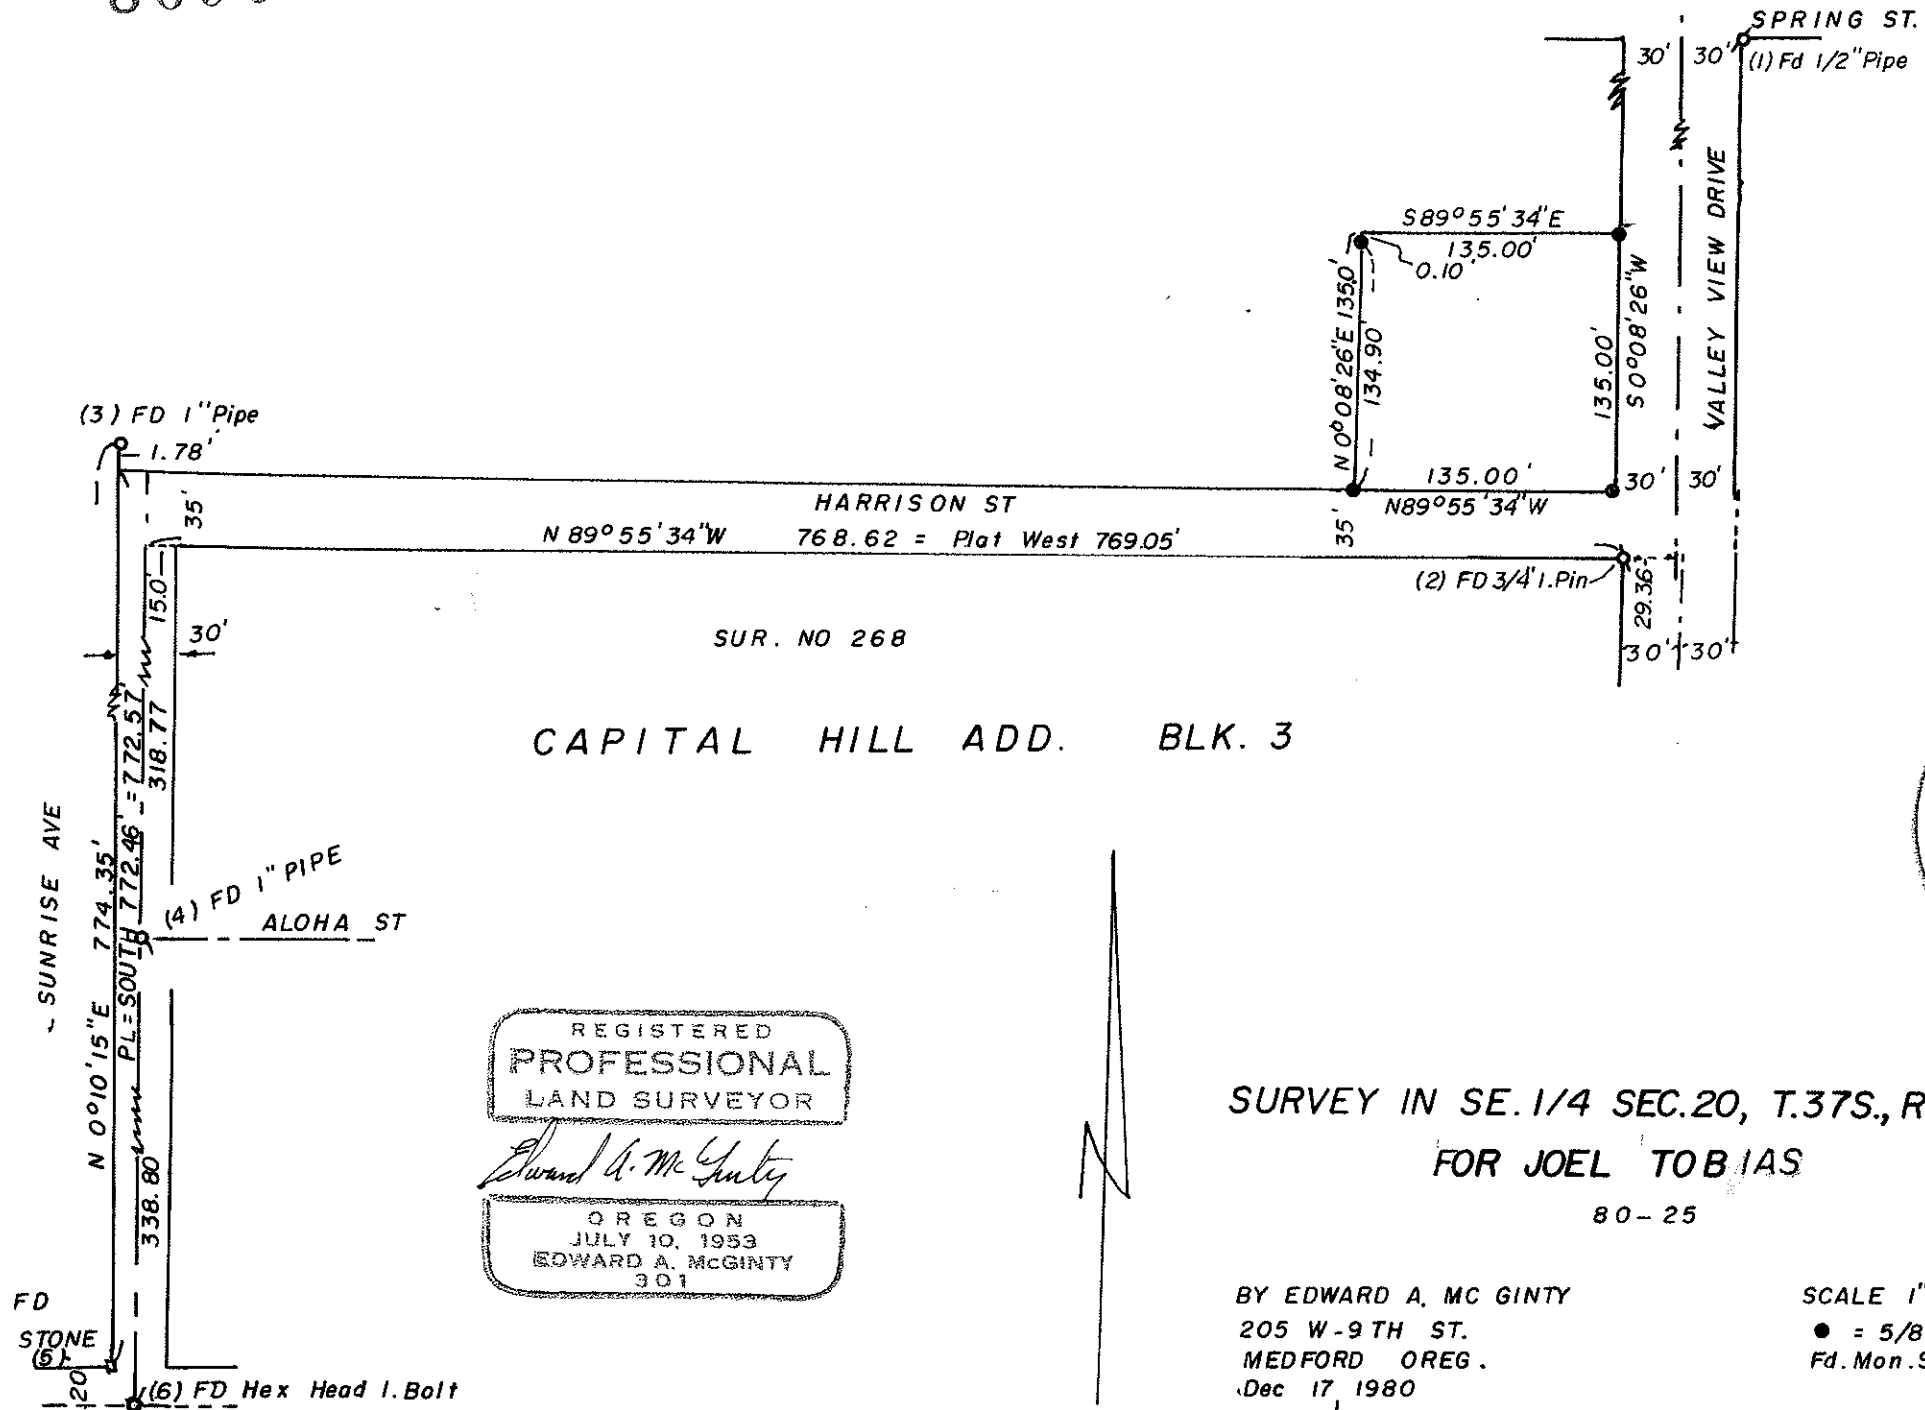 SPRING ST.
30' 30' (1) Fd 1/2" Pipe
VALLEY VIEW DRIVE
S89°55'34"E
135.00'
0.10'
N 0°08'26"E 135.0'
134.90'
135.00'
S 0°08'26"W
(3) FD 1" Pipe
1.78'
135.00'
N89°55'34"W
30' 30'
35'
HARRISON ST
35'
N 89°55'34"W 768.62 = Plat West 769.05'
(2) FD 3/4" I.Pin
29.36'
30' 30'
15.0'
30'
SUR. NO 268
CAPITAL HILL ADD. BLK. 3
SUNRISE AVE
N 0°10'15"E 774.35'
PL=SOUTH 772.46' = 772.57'
318.77
(4) FD 1" PIPE
ALOHA ST
338.80'
REGISTERED
PROFESSIONAL
LAND SURVEYOR
Edward A. McGinty
OREGON
JULY 10, 1953
EDWARD A. McGINTY
301
N
SURVEY IN SE.1/4 SEC.20, T.37S., R
FOR JOEL TOBIAS
80-25
BY EDWARD A. MC GINTY
205 W-9TH ST.
MEDFORD OREG.
Dec 17, 1980
SCALE 1"
● = 5/8
Fd. Mon. S
FD
STONE
(5)
20'
(6) FD Hex Head I. Bolt